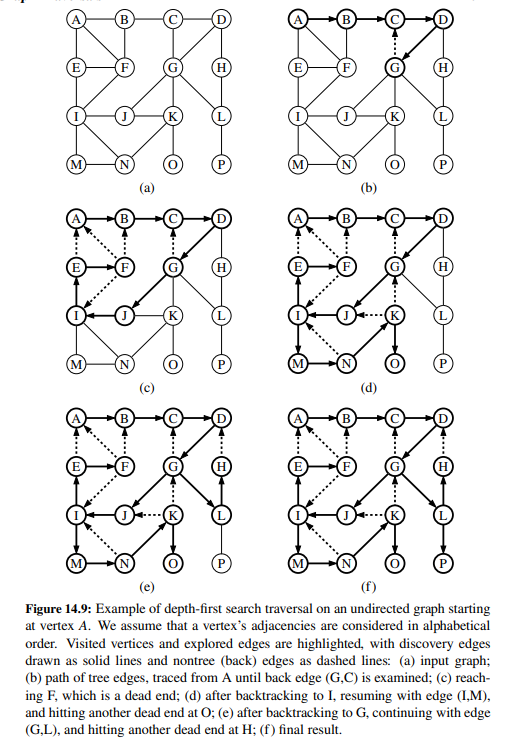 A B C D A B C D
E F G H E F G H
I J K L I J K L
M N O P M N O P
(a) (b)
A B C D A B C D
E F G H E F G H
I J K L I J K L
M N O P M N O P
(c) (d)
A B C D A B C D
E F G H E F G H
I J K L I J K L
M N O P M N O P
(e) (f)
Figure 14.9: Example of depth-first search traversal on an undirected graph starting
at vertex A. We assume that a vertex's adjacencies are considered in alphabetical
order. Visited vertices and explored edges are highlighted, with discovery edges
drawn as solid lines and nontree (back) edges as dashed lines: (a) input graph;
(b) path of tree edges, traced from A until back edge (G,C) is examined; (c) reach-
ing F, which is a dead end; (d) after backtracking to I, resuming with edge (I,M),
and hitting another dead end at O; (e) after backtracking to G, continuing with edge
(G,L), and hitting another dead end at H; (f) final result.